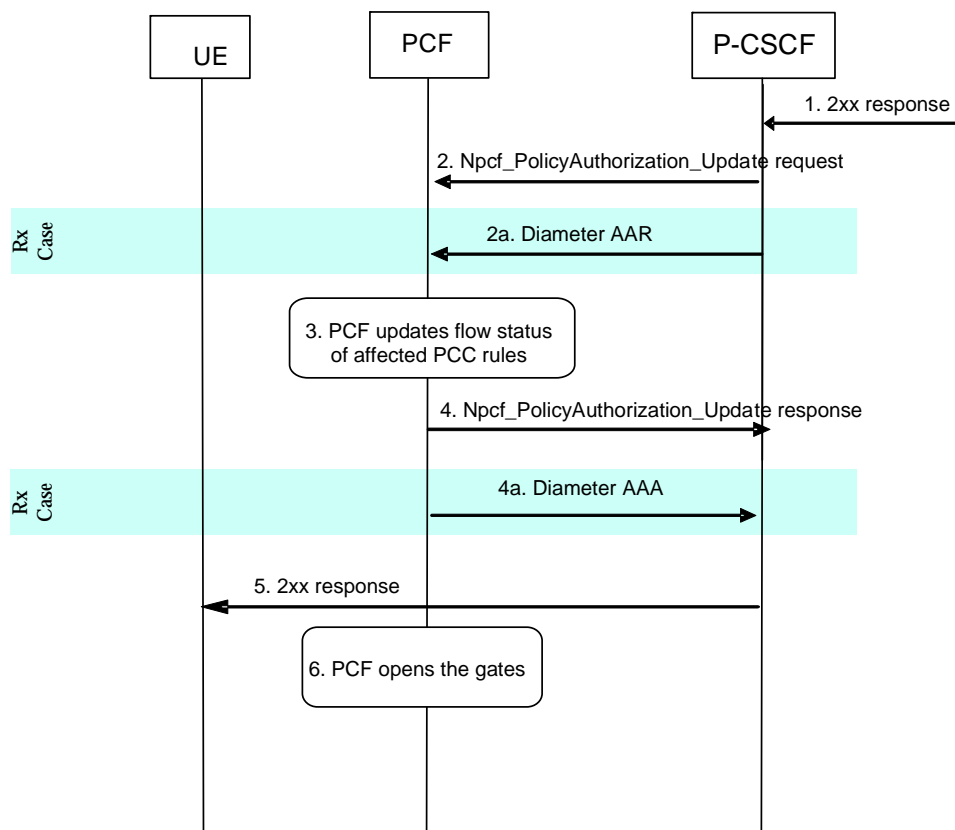 UE
PCF
P-CSCF
1. 2xx response
2. Npcf_PolicyAuthorization_Update request
Rx
Case
2a. Diameter AAR
3. PCF updates flow status
of affected PCC rules
4. Npcf_PolicyAuthorization_Update response
Rx
Case
4a. Diameter AAA
5. 2xx response
6. PCF opens the gates